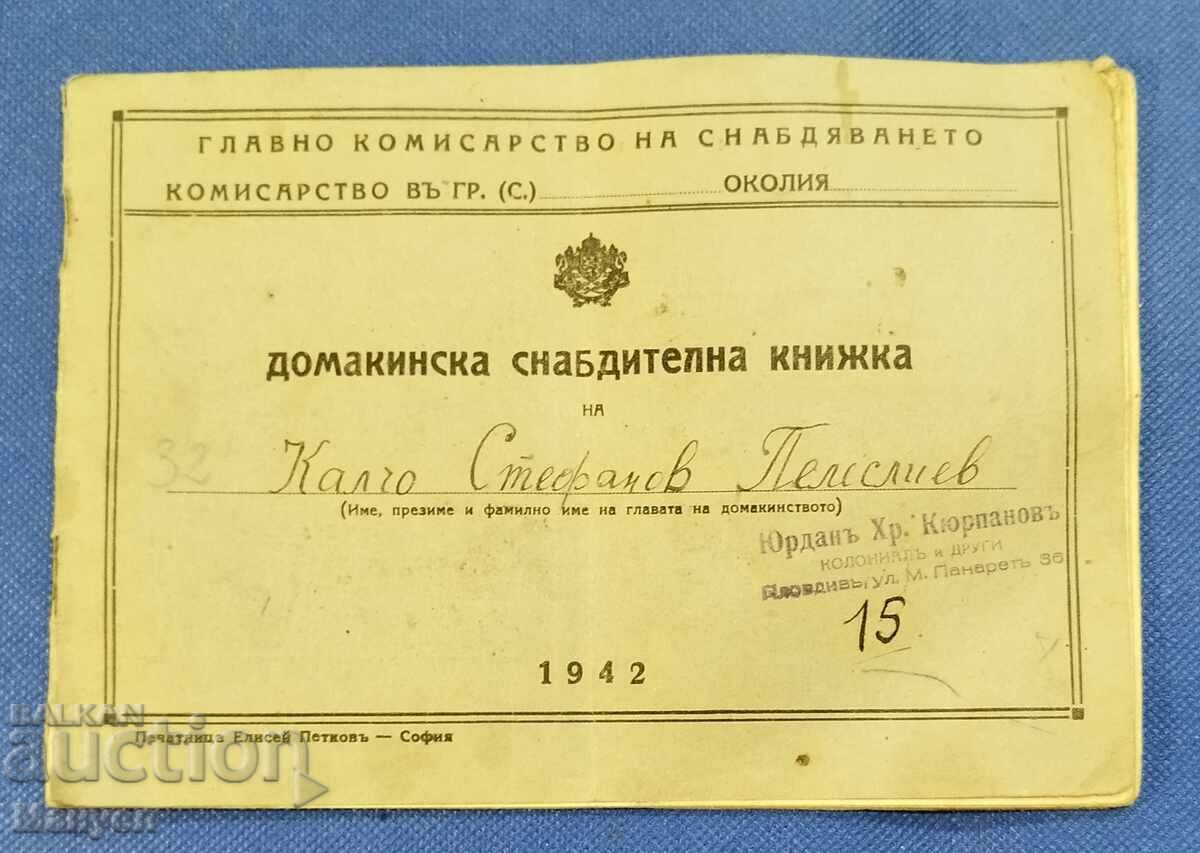 ГЛАВНО КОМИСАРСТВО НА СНАБДЯВАНЕТО
КОМИСАРСТВО ВЪ ГР. (С.) ОКОЛИЯ
ДОМАКИНСКА СНАБДИТЕЛНА КНИЖКА
НА
32
Калчо Стефанов
(Име, презиме и фамилно име на главата на домакинството)
Юрданъ Хр. Кюрпановъ
КОЛОНИАЛЪ и ДРУГИ
Пловдивъ, ул. М. Панаретъ 36
15
1942
Печатница Елисей Петковъ — София
BALKAN
auction
Manyen